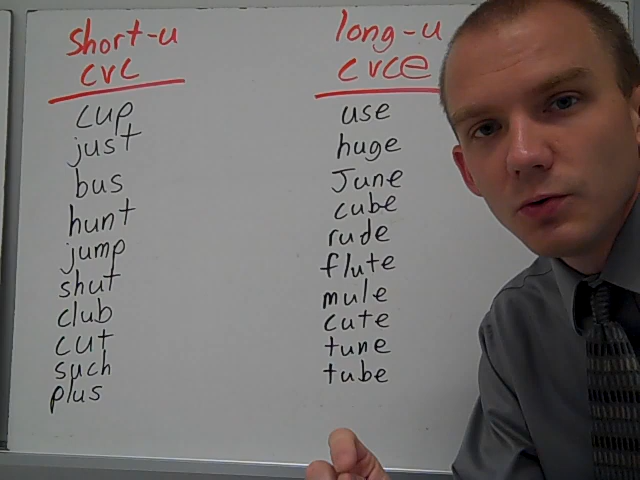 short-u
cvc
cup
just
bus
hunt
jump
shut
club
cut
such
plus
long-u
cvce
use
huge
June
cube
rude
flute
mule
cute
tune
tube